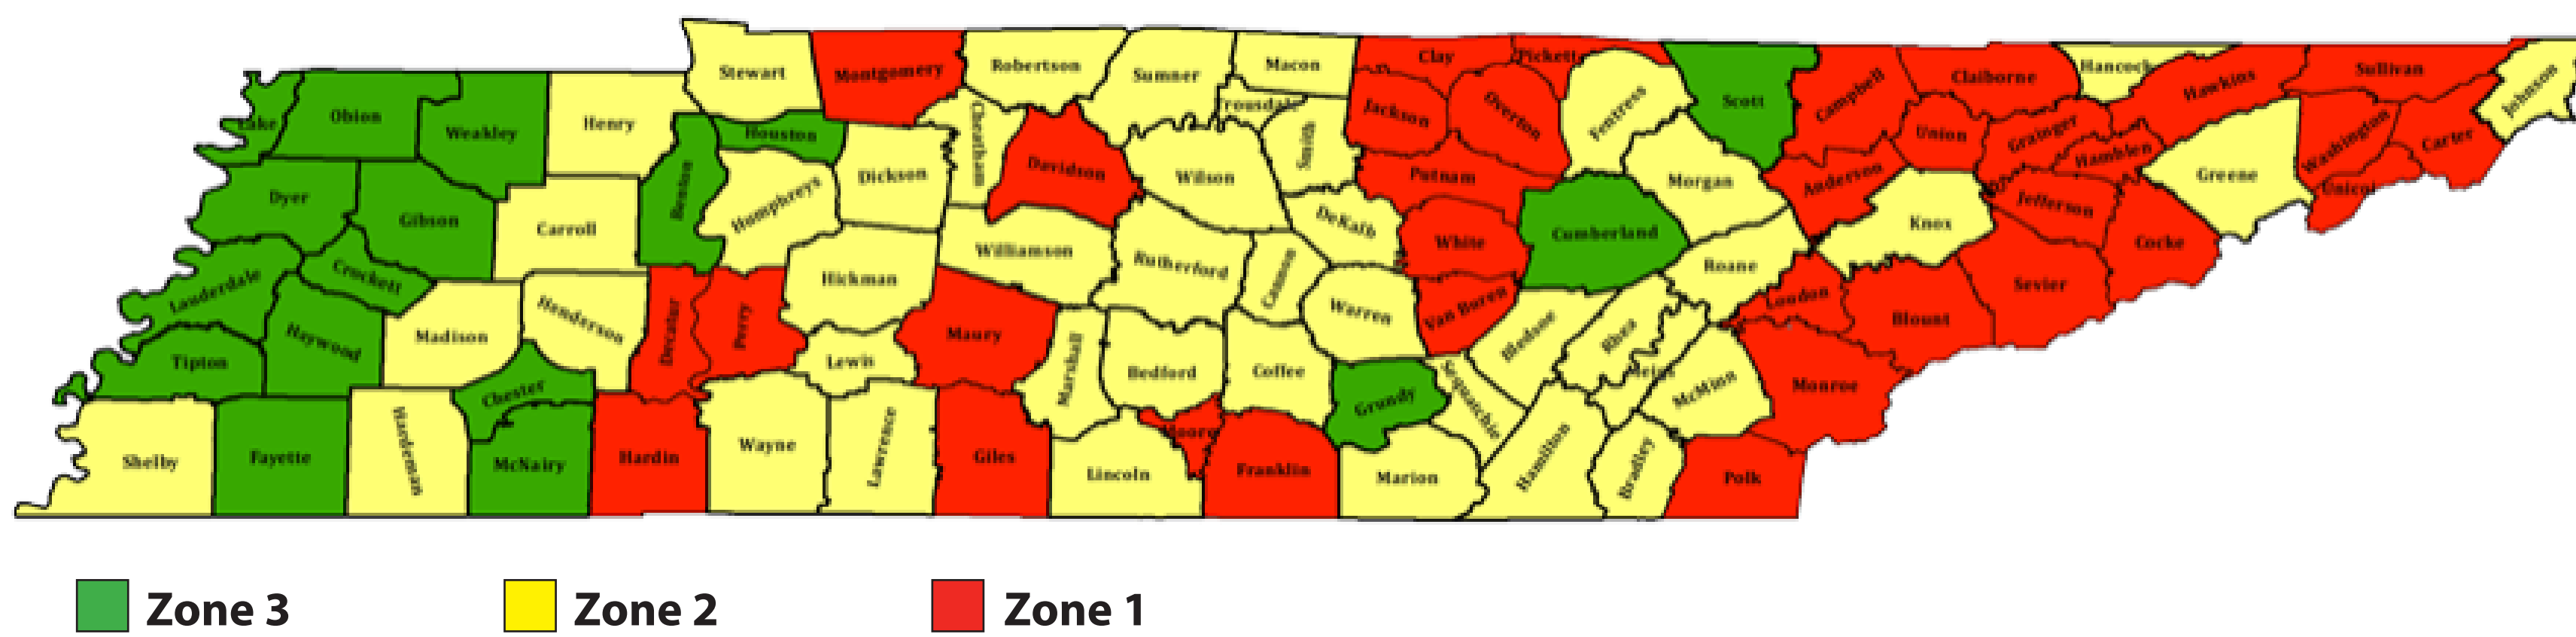 Stewart
Montgomery
Robertson
Sumner
Macon
Clay
Pickett
Scott
Campbell
Claiborne
Hancock
Hawkins
Sullivan
Johnson
Lake
Obion
Weakley
Henry
Houston
Cheatham
Trousdale
Smith
Jackson
Overton
Fentress
Union
Grainger
Hamblen
Washington
Carter
Unicoi
Greene
Dyer
Gibson
Carroll
Benton
Humphreys
Dickson
Davidson
Wilson
DeKalb
Putnam
Morgan
Anderson
Knox
Jefferson
Cocke
Lauderdale
Crockett
Hickman
Williamson
Rutherford
Cannon
White
Cumberland
Roane
Loudon
Blount
Sevier
Tipton
Haywood
Madison
Henderson
Decatur
Perry
Lewis
Maury
Marshall
Bedford
Coffee
Warren
Van Buren
Bledsoe
Rhea
Meigs
McMinn
Monroe
Shelby
Fayette
Hardeman
Chester
McNairy
Hardin
Wayne
Lawrence
Giles
Lincoln
Moore
Franklin
Grundy
Sequatchie
Marion
Hamilton
Bradley
Polk
Zone 3
Zone 2
Zone 1